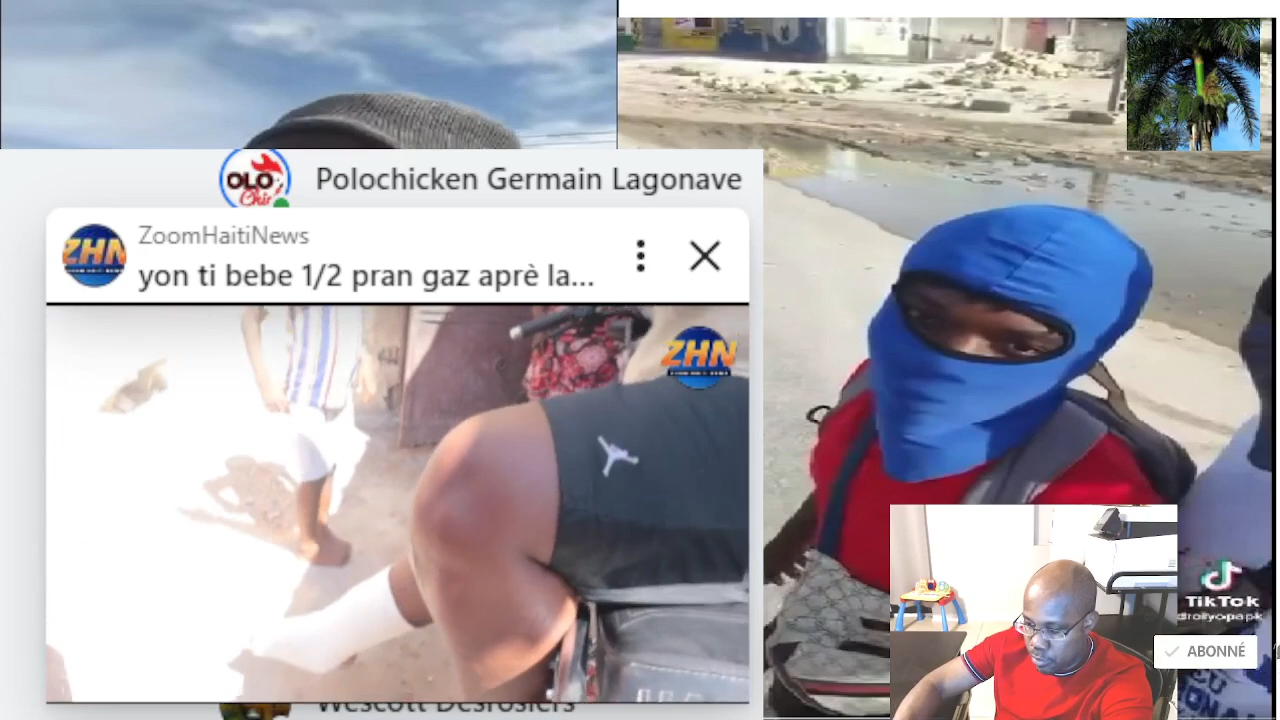 OLO
Chic
Polochicken Germain Lagonave
ZHN
ZoomHaitiNews
yon ti bebe 1/2 pran gaz aprè la...
ZHN
TikTok
ABONNÉ
Wescott Desrosiers